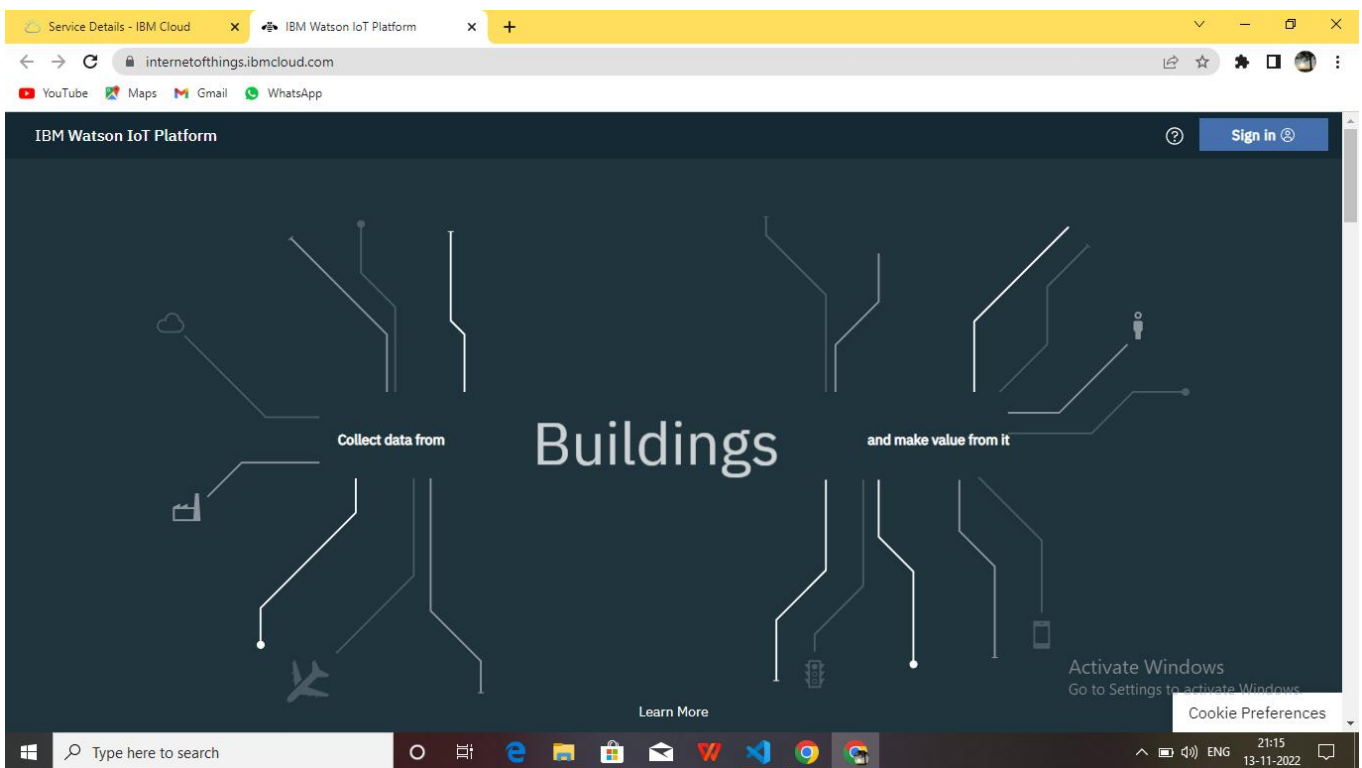 Service Details - IBM Cloud
IBM Watson IoT Platform
internetofthings.ibmcloud.com
YouTube Maps Gmail WhatsApp
IBM Watson IoT Platform
Sign in
Collect data from
Buildings
and make value from it
Activate Windows
Go to Settings to activate Windows.
Learn More
Cookie Preferences
Type here to search
ENG
21:15
13-11-2022